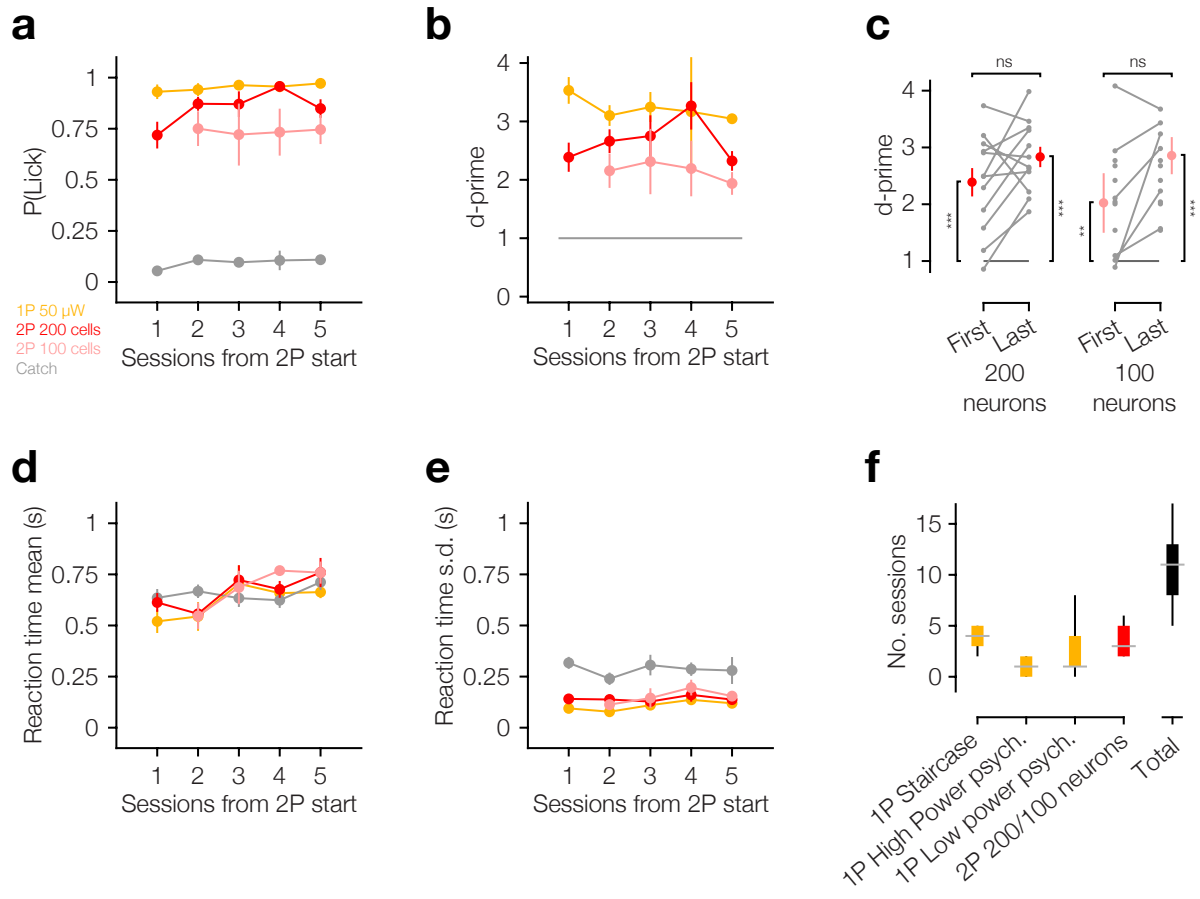 a
P(Lick)
1
0.75
0.5
0.25
0
1 2 3 4 5
Sessions from 2P start
1P 50 µW
2P 200 cells
2P 100 cells
Catch
b
d-prime
4
3
2
1
0
1 2 3 4 5
Sessions from 2P start
c
d-prime
4
3
2
1
ns
ns
***
***
**
***
First Last First Last
200
neurons
100
neurons
d
Reaction time mean (s)
1
0.75
0.5
0.25
0
1 2 3 4 5
Sessions from 2P start
e
Reaction time s.d. (s)
1
0.5
0.5
0.25
0
1 2 3 4 5
Sessions from 2P start
f
No. sessions
15
10
5
0
1P Staircase
1P High Power psych.
1P Low power psych.
2P 200/100 neurons
Total